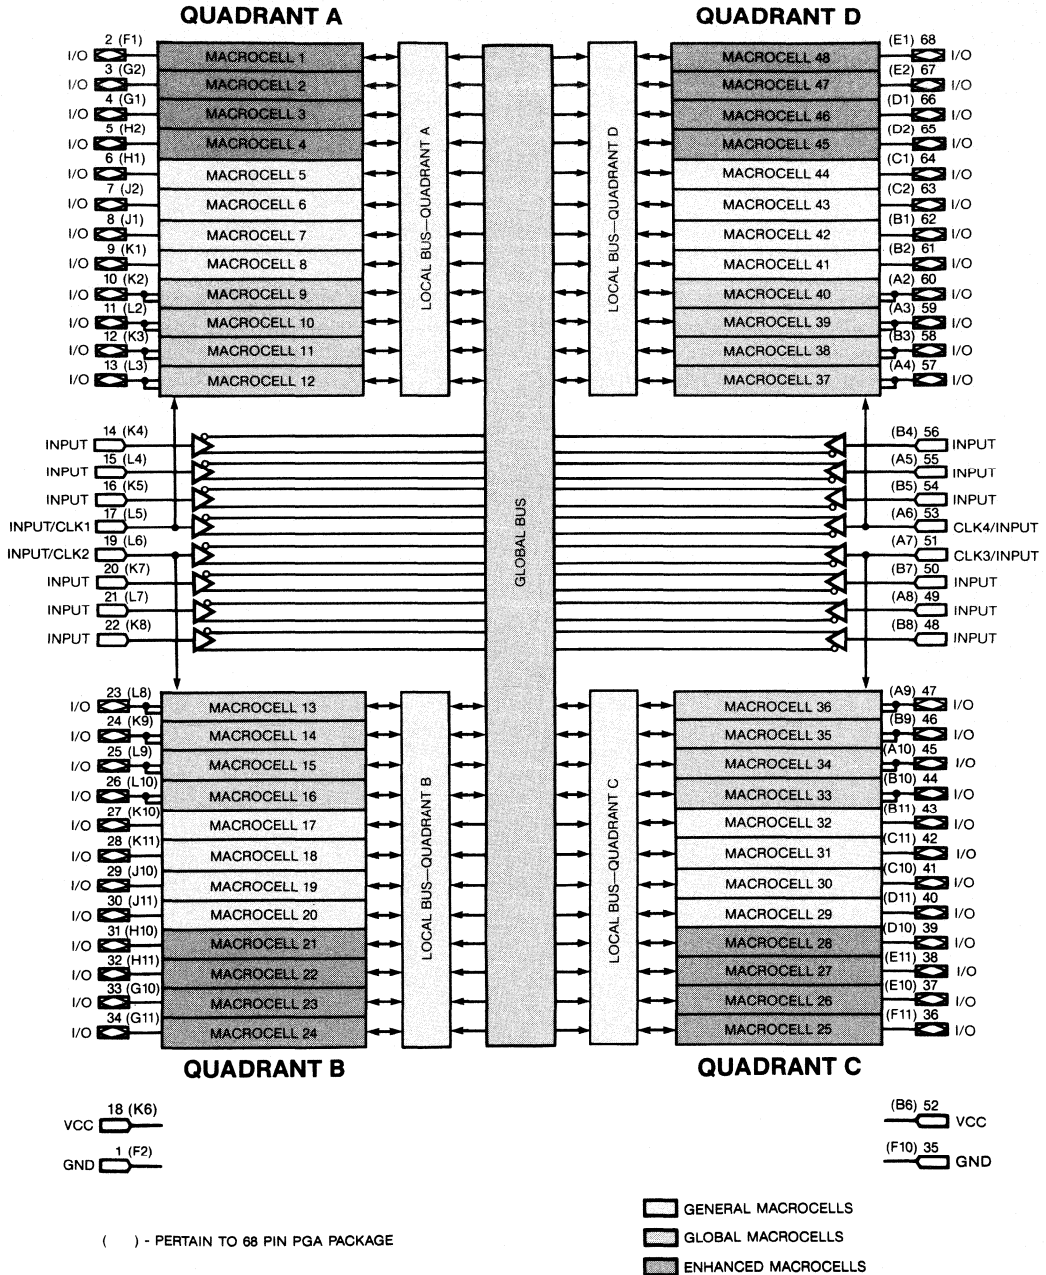 QUADRANT A QUADRANT D
2 (F1) (E1) 68
I/O MACROCELL 1 MACROCELL 48 I/O
3 (G2) (E2) 67
I/O MACROCELL 2 MACROCELL 47 I/O
4 (G1) (D1) 66
I/O MACROCELL 3 MACROCELL 46 I/O
5 (H2) (D2) 65
I/O MACROCELL 4 MACROCELL 45 I/O
6 (H1) (C1) 64
I/O MACROCELL 5 MACROCELL 44 I/O
7 (J2) (C2) 63
I/O MACROCELL 6 MACROCELL 43 I/O
8 (J1) (B1) 62
I/O MACROCELL 7 MACROCELL 42 I/O
9 (K1) (B2) 61
I/O MACROCELL 8 MACROCELL 41 I/O
10 (K2) (A2) 60
I/O MACROCELL 9 MACROCELL 40 I/O
11 (L2) (A3) 59
I/O MACROCELL 10 MACROCELL 39 I/O
12 (K3) (B3) 58
I/O MACROCELL 11 MACROCELL 38 I/O
13 (L3) (A4) 57
I/O MACROCELL 12 MACROCELL 37 I/O
LOCAL BUS—QUADRANT A
LOCAL BUS—QUADRANT D
14 (K4) (B4) 56
INPUT INPUT
15 (L4) (A5) 55
INPUT INPUT
16 (K5) (B5) 54
INPUT INPUT
17 (L5) (A6) 53
INPUT/CLK1 CLK4/INPUT
19 (L6) (A7) 51
INPUT/CLK2 CLK3/INPUT
20 (K7) (B7) 50
INPUT INPUT
21 (L7) (A8) 49
INPUT INPUT
22 (K8) (B8) 48
INPUT INPUT
GLOBAL BUS
23 (L8) (A9) 47
I/O MACROCELL 13 MACROCELL 36 I/O
24 (K9) (B9) 46
I/O MACROCELL 14 MACROCELL 35 I/O
25 (L9) (A10) 45
I/O MACROCELL 15 MACROCELL 34 I/O
26 (L10) (B10) 44
I/O MACROCELL 16 MACROCELL 33 I/O
27 (K10) (B11) 43
I/O MACROCELL 17 MACROCELL 32 I/O
28 (K11) (C11) 42
I/O MACROCELL 18 MACROCELL 31 I/O
29 (J10) (C10) 41
I/O MACROCELL 19 MACROCELL 30 I/O
30 (J11) (D11) 40
I/O MACROCELL 20 MACROCELL 29 I/O
31 (H10) (D10) 39
I/O MACROCELL 21 MACROCELL 28 I/O
32 (H11) (E11) 38
I/O MACROCELL 22 MACROCELL 27 I/O
33 (G10) (E10) 37
I/O MACROCELL 23 MACROCELL 26 I/O
34 (G11) (F11) 36
I/O MACROCELL 24 MACROCELL 25 I/O
LOCAL BUS—QUADRANT B
LOCAL BUS—QUADRANT C
QUADRANT B QUADRANT C
18 (K6) (B6) 52
VCC VCC
1 (F2) (F10) 35
GND GND
GENERAL MACROCELLS
( ) - PERTAIN TO 68 PIN PGA PACKAGE GLOBAL MACROCELLS
ENHANCED MACROCELLS